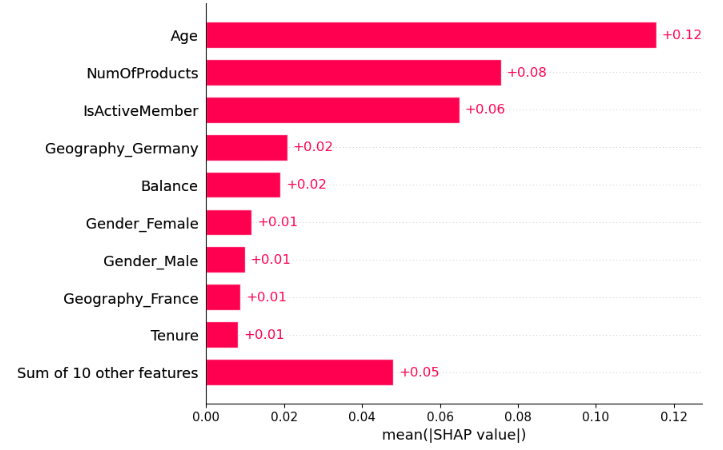 Age +0.12
NumOfProducts +0.08
IsActiveMember +0.06
Geography_Germany +0.02
Balance +0.02
Gender_Female +0.01
Gender_Male +0.01
Geography_France +0.01
Tenure +0.01
Sum of 10 other features +0.05
0.00 0.02 0.04 0.06 0.08 0.10 0.12
mean(|SHAP value|)